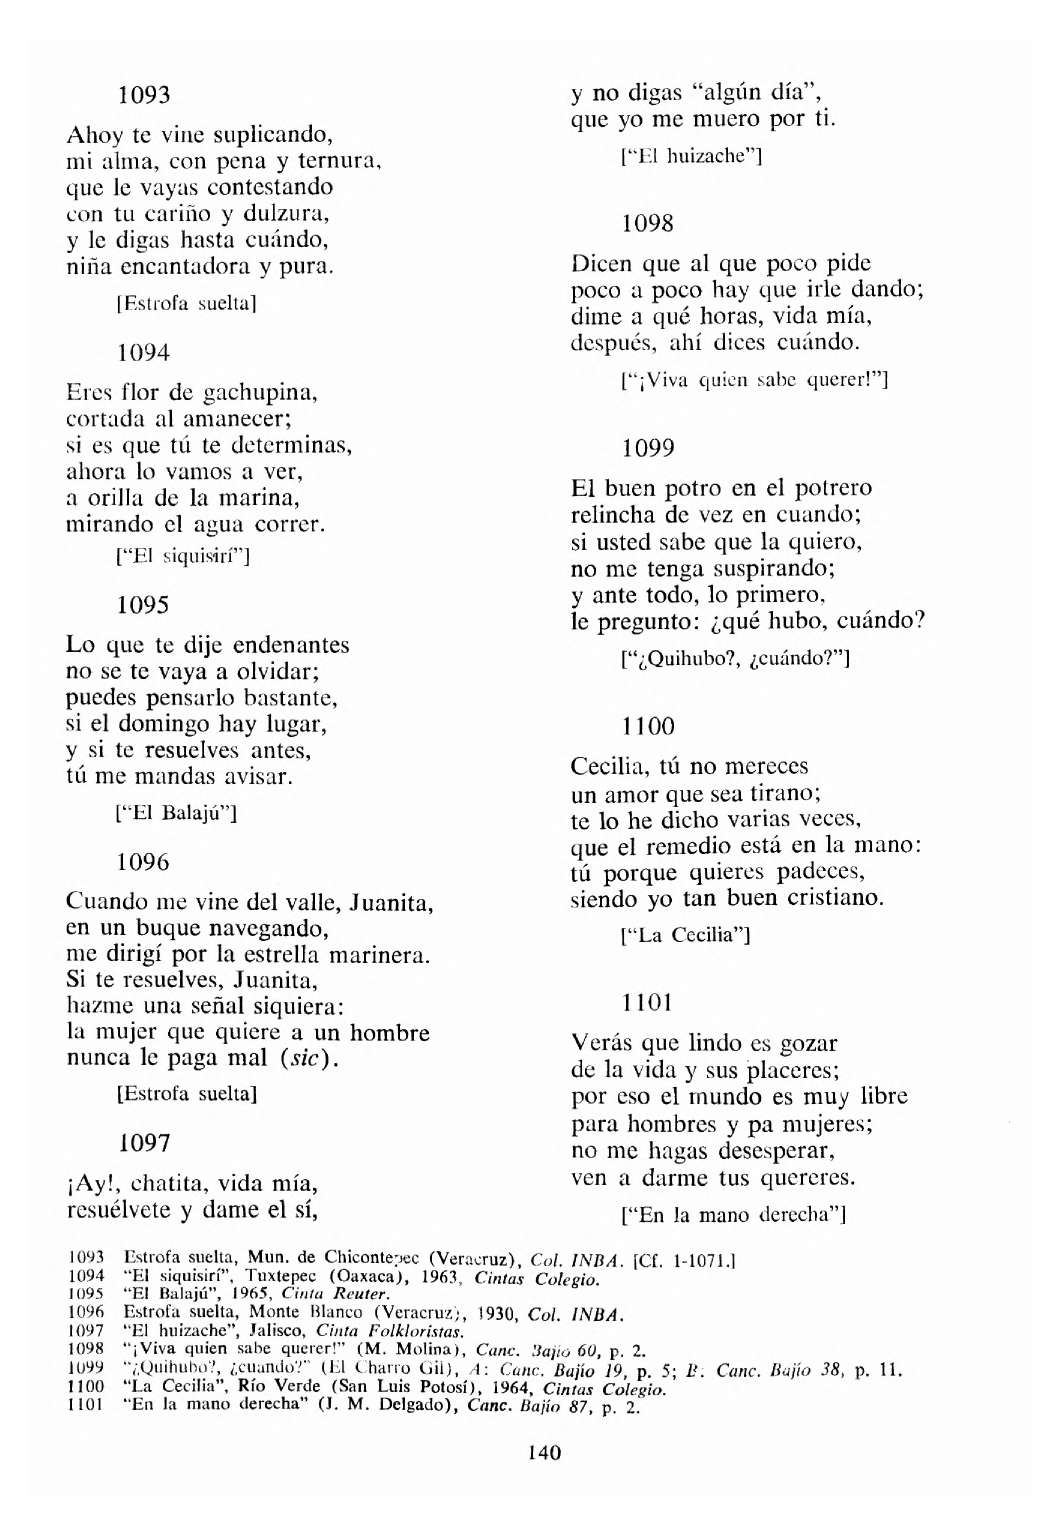 1093
Ahoy te vine suplicando,
mi alma, con pena y ternura,
que le vayas contestando
con tu cariño y dulzura,
y le digas hasta cuándo,
niña encantadora y pura.
[Estrofa suelta]
1094
Eres flor de gachupina,
cortada al amanecer;
si es que tú te determinas,
ahora lo vamos a ver,
a orilla de la marina,
mirando el agua correr.
[“El siquisirí”]
1095
Lo que te dije endenantes
no se te vaya a olvidar;
puedes pensarlo bastante,
si el domingo hay lugar,
y si te resuelves antes,
tú me mandas avisar.
[“El Balajú”]
1096
Cuando me vine del valle, Juanita,
en un buque navegando,
me dirigí por la estrella marinera.
Si te resuelves, Juanita,
hazme una señal siquiera:
la mujer que quiere a un hombre
nunca le paga mal (sic).
[Estrofa suelta]
1097
¡Ay!, chatita, vida mía,
resuélvete y dame el sí,
y no digas “algún día”,
que yo me muero por ti.
[“El huizache”]
1098
Dicen que al que poco pide
poco a poco hay que irle dando;
dime a qué horas, vida mía,
después, ahí dices cuándo.
[“¡Viva quien sabe querer!”]
1099
El buen potro en el potrero
relincha de vez en cuando;
si usted sabe que la quiero,
no me tenga suspirando;
y ante todo, lo primero,
le pregunto: ¿qué hubo, cuándo?
[“¿Quihubo?, ¿cuándo?”]
1100
Cecilia, tú no mereces
un amor que sea tirano;
te lo he dicho varias veces,
que el remedio está en la mano:
tú porque quieres padeces,
siendo yo tan buen cristiano.
[“La Cecilia”]
1101
Verás que lindo es gozar
de la vida y sus placeres;
por eso el mundo es muy libre
para hombres y pa mujeres;
no me hagas desesperar,
ven a darme tus quereres.
[“En la mano derecha”]
1093 Estrofa suelta, Mun. de Chicontepec (Veracruz), Col. INBA. [Cf. 1-1071.]
1094 “El siquisirí”, Tuxtepec (Oaxaca), 1963, Cintas Colegio.
1095 “El Balajú”, 1965, Cinta Reuter.
1096 Estrofa suelta, Monte Blanco (Veracruz), 1930, Col. INBA.
1097 “El huizache”, Jalisco, Cinta Folkloristas.
1098 “¡Viva quien sabe querer!” (M. Molina), Canc. Bajío 60, p. 2.
1099 “¿Quihubo?, ¿cuándo?” (El Charro Gil), A: Canc. Bajío 19, p. 5; B: Canc. Bajío 38, p. 11.
1100 “La Cecilia”, Río Verde (San Luis Potosí), 1964, Cintas Colegio.
1101 “En la mano derecha” (J. M. Delgado), Canc. Bajío 87, p. 2.
140